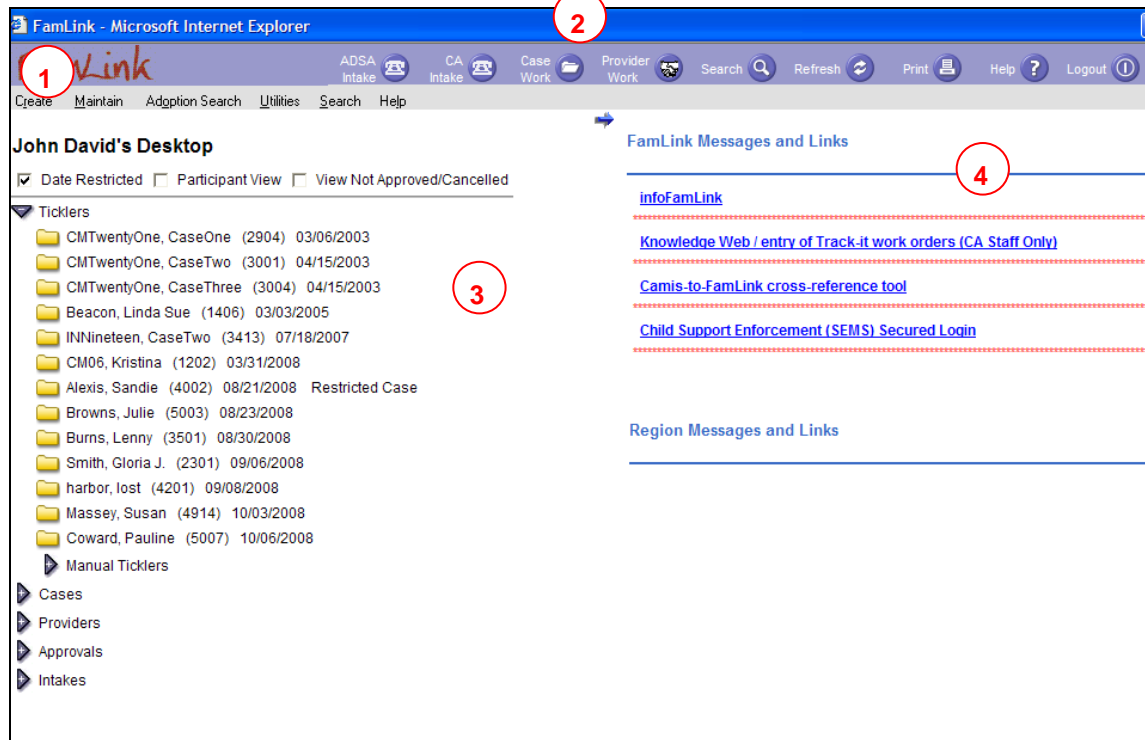 FamLink - Microsoft Internet Explorer
2
1
Link
ADSA Intake
CA Intake
Case Work
Provider Work
Search
Refresh
Print
Help
Logout
Create Maintain Adoption Search Utilities Search Help
John David's Desktop
Date Restricted Participant View View Not Approved/Cancelled
Ticklers
CMTwentyOne, CaseOne (2904) 03/06/2003
CMTwentyOne, CaseTwo (3001) 04/15/2003
CMTwentyOne, CaseThree (3004) 04/15/2003
Beacon, Linda Sue (1406) 03/03/2005
INNineteen, CaseTwo (3413) 07/18/2007
CM06, Kristina (1202) 03/31/2008
Alexis, Sandie (4002) 08/21/2008 Restricted Case
Browns, Julie (5003) 08/23/2008
Burns, Lenny (3501) 08/30/2008
Smith, Gloria J. (2301) 09/06/2008
harbor, lost (4201) 09/08/2008
Massey, Susan (4914) 10/03/2008
Coward, Pauline (5007) 10/06/2008
Manual Ticklers
Cases
Providers
Approvals
Intakes
3
FamLink Messages and Links
4
infoFamLink
Knowledge Web / entry of Track-it work orders (CA Staff Only)
Camis-to-FamLink cross-reference tool
Child Support Enforcement (SEMS) Secured Login
Region Messages and Links